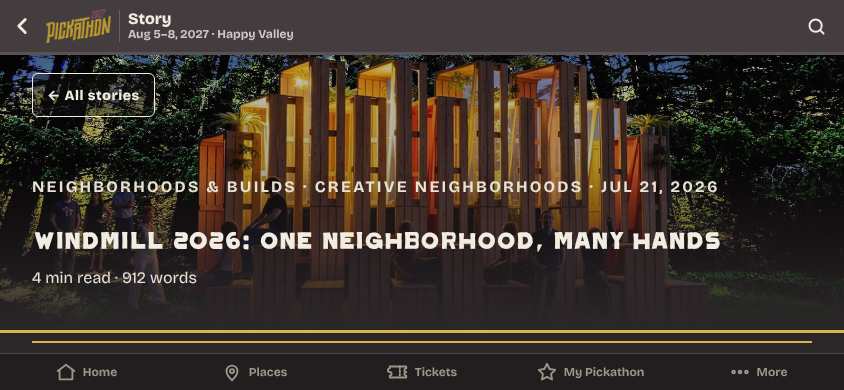 PICKATHON
Story
Aug 5–8, 2027 · Happy Valley
← All stories
NEIGHBORHOODS & BUILDS · CREATIVE NEIGHBORHOODS · JUL 21, 2026
WINDMILL 2026: ONE NEIGHBORHOOD, MANY HANDS
4 min read · 912 words
Home
Places
Tickets
My Pickathon
More